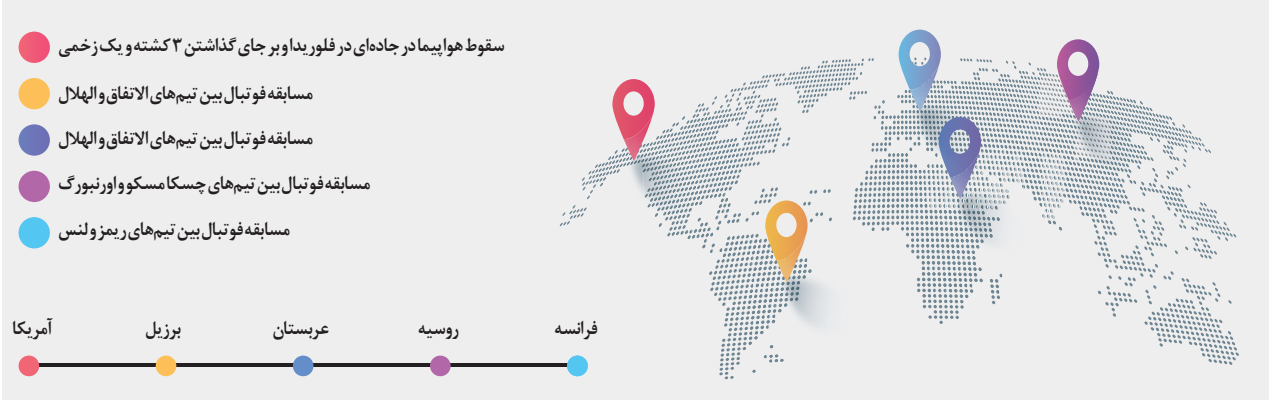 سقوط هواپیما در جاده‌ای در فلوریدا و بر جای گذاشتن ۳ کشته و یک زخمی
مسابقه فوتبال بین تیم‌های الاتفاق و الهلال
مسابقه فوتبال بین تیم‌های الاتفاق و الهلال
مسابقه فوتبال بین تیم‌های چسکا مسکو و اورنبورگ
مسابقه فوتبال بین تیم‌های ریمز و لنس
فرانسه روسیه عربستان برزیل آمریکا